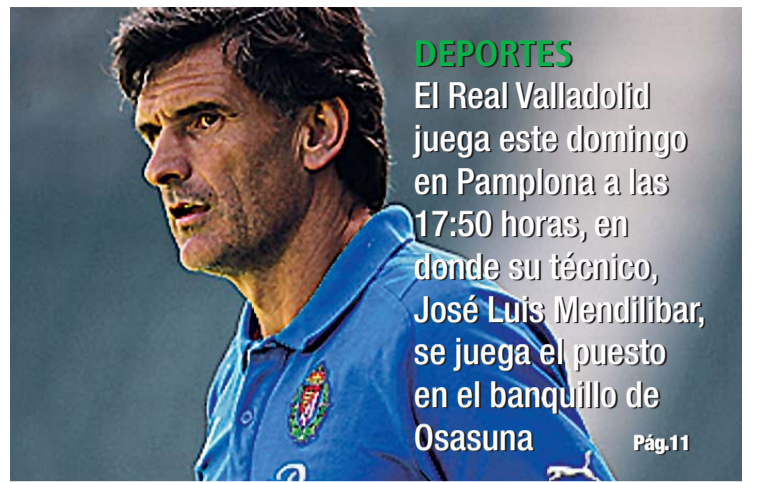 DEPORTES
El Real Valladolid
juega este domingo
en Pamplona a las
17:50 horas, en
donde su técnico,
José Luis Mendilibar,
se juega el puesto
en el banquillo de
Osasuna Pág.11